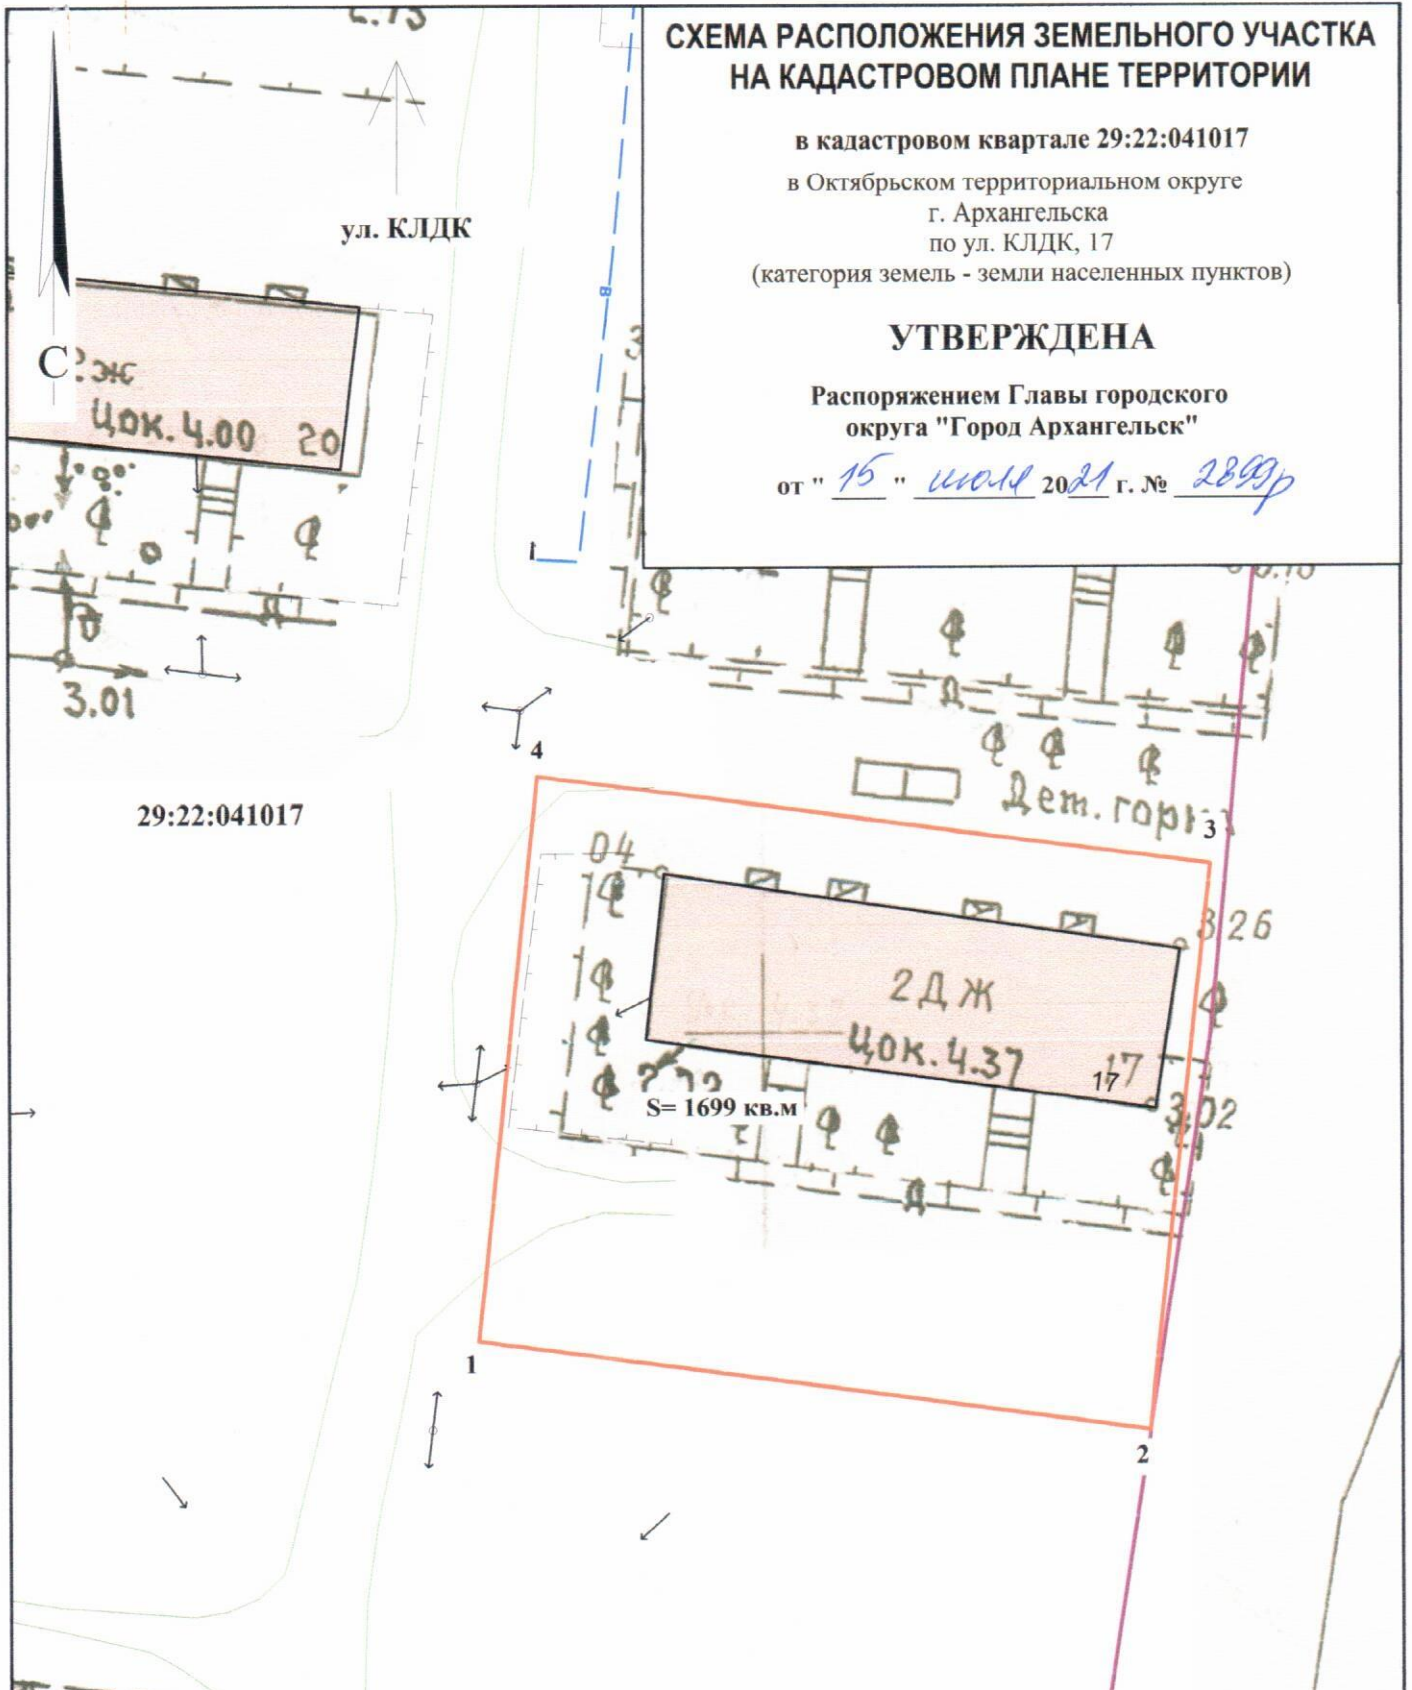 СХЕМА РАСПОЛОЖЕНИЯ ЗЕМЕЛЬНОГО УЧАСТКА
НА КАДАСТРОВОМ ПЛАНЕ ТЕРРИТОРИИ
в кадастровом квартале 29:22:041017
в Октябрьском территориальном округе
г. Архангельска
по ул. КЛДК, 17
(категория земель - земли населенных пунктов)
УТВЕРЖДЕНА
Распоряжением Главы городского
округа "Город Архангельск"
от " 15 " июля 2021 г. № 2899р
ул. КЛДК
В
С
ж
Цок. 4.00 20
Д
3.01
Д
4
Дет.
29:22:041017
3
04
3.26
2ДЖ
Цок. 4.37 17
17
S= 1699 кв.м
3.02
Д
1
2